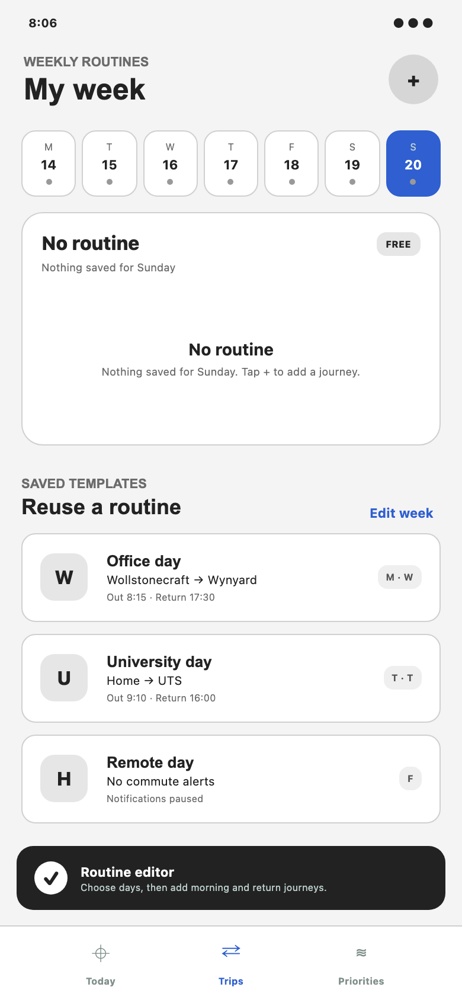 8:06
WEEKLY ROUTINES
My week
+
M T W T F S S
14 15 16 17 18 19 20
No routine
FREE
Nothing saved for Sunday
No routine
Nothing saved for Sunday. Tap + to add a journey.
SAVED TEMPLATES
Reuse a routine
Edit week
W
Office day
Wollstonecraft → Wynyard
Out 8:15 · Return 17:30
M · W
U
University day
Home → UTS
Out 9:10 · Return 16:00
T · T
H
Remote day
No commute alerts
Notifications paused
F
Routine editor
Choose days, then add morning and return journeys.
Today Trips Priorities